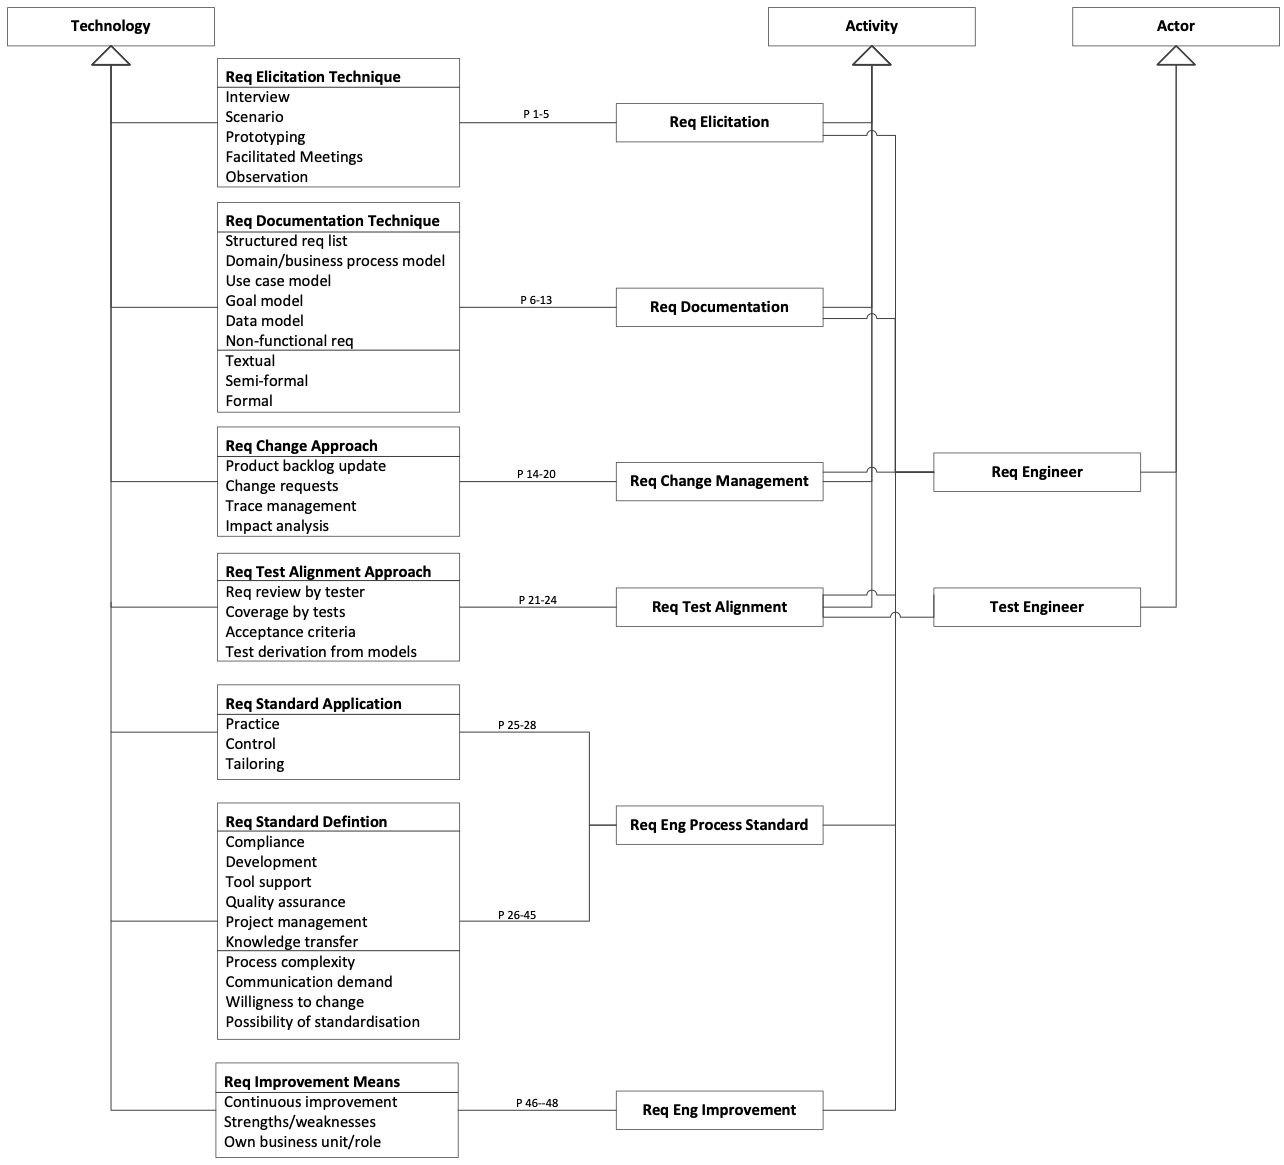 Technology
Activity
Actor
Req Elicitation Technique
Interview
Scenario
Prototyping
Facilitated Meetings
Observation
P 1-5
Req Elicitation
Req Documentation Technique
Structured req list
Domain/business process model
Use case model
Goal model
Data model
Non-functional req
Textual
Semi-formal
Formal
P 6-13
Req Documentation
Req Change Approach
Product backlog update
Change requests
Trace management
Impact analysis
P 14-20
Req Change Management
Req Engineer
Req Test Alignment Approach
Req review by tester
Coverage by tests
Acceptance criteria
Test derivation from models
P 21-24
Req Test Alignment
Test Engineer
Req Standard Application
Practice
Control
Tailoring
P 25-28
Req Eng Process Standard
Req Standard Defintion
Compliance
Development
Tool support
Quality assurance
Project management
Knowledge transfer
Process complexity
Communication demand
Willigness to change
Possibility of standardisation
P 26-45
Req Improvement Means
Continuous improvement
Strengths/weaknesses
Own business unit/role
P 46--48
Req Eng Improvement